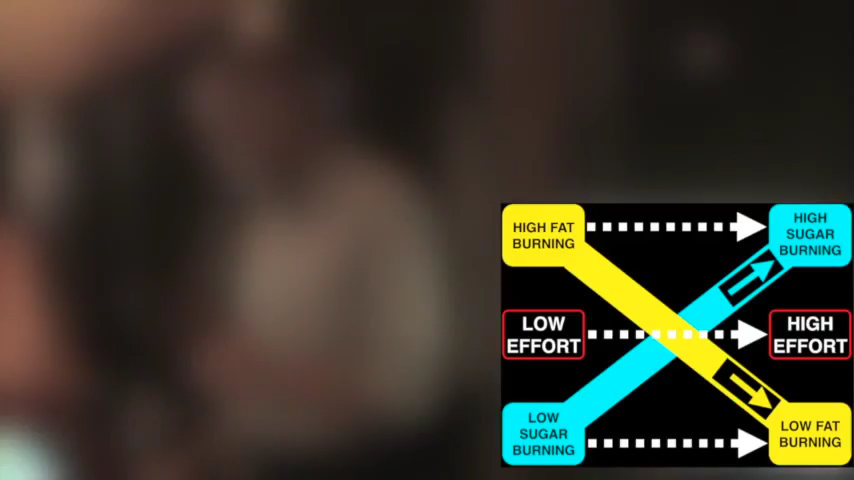 HIGH FAT
BURNING
HIGH
SUGAR
BURNING
LOW
EFFORT
HIGH
EFFORT
LOW
SUGAR
BURNING
LOW FAT
BURNING